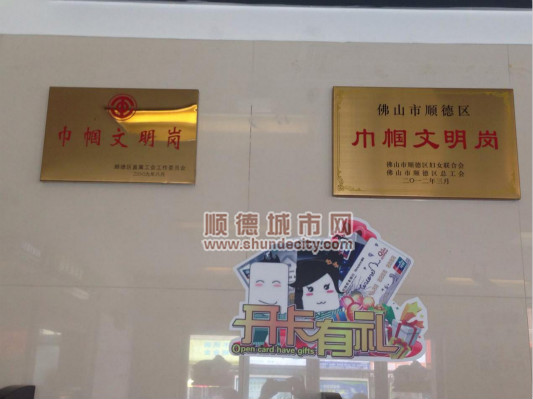 巾帼文明岗
佛山市顺德区
巾帼文明岗
佛山市顺德区妇女联合会
佛山市顺德区总工会
二〇一二年三月
顺德城市网
www.shundecity.com
开卡有礼
Open card have gifts